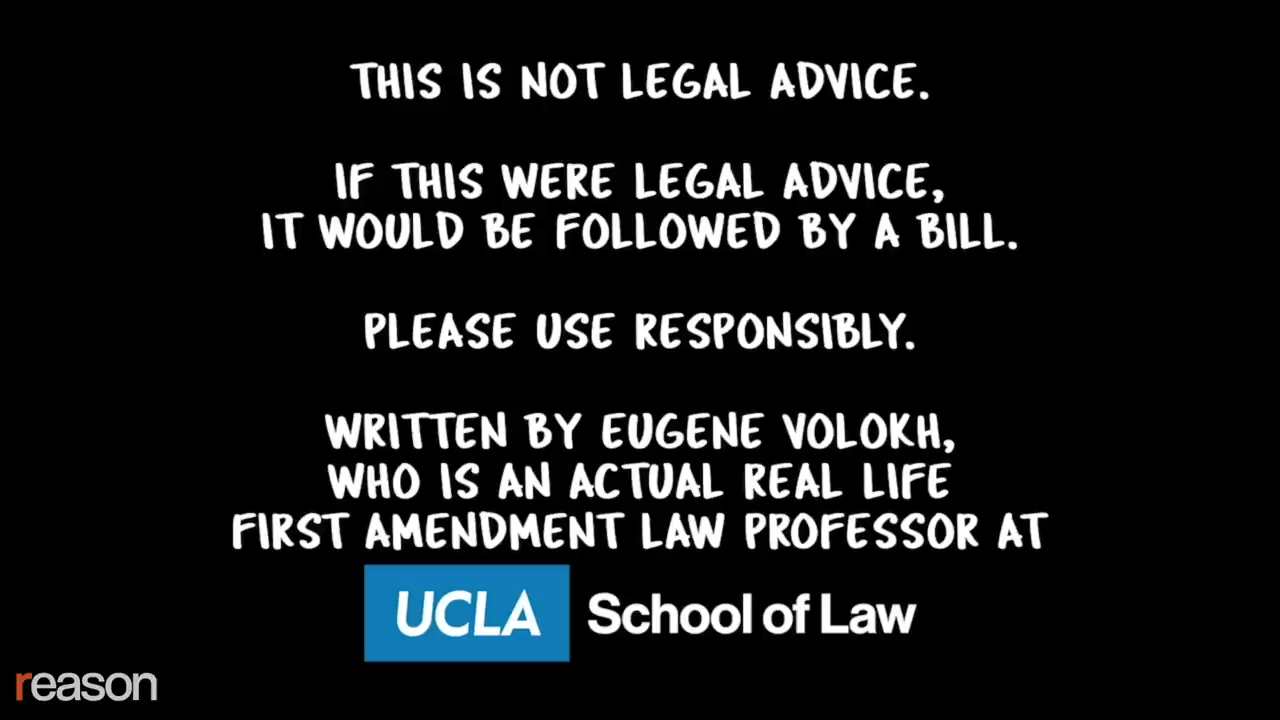 THIS IS NOT LEGAL ADVICE.
IF THIS WERE LEGAL ADVICE,
IT WOULD BE FOLLOWED BY A BILL.
PLEASE USE RESPONSIBLY.
WRITTEN BY EUGENE VOLOKH,
WHO IS AN ACTUAL REAL LIFE
FIRST AMENDMENT LAW PROFESSOR AT
UCLA School of Law
reason